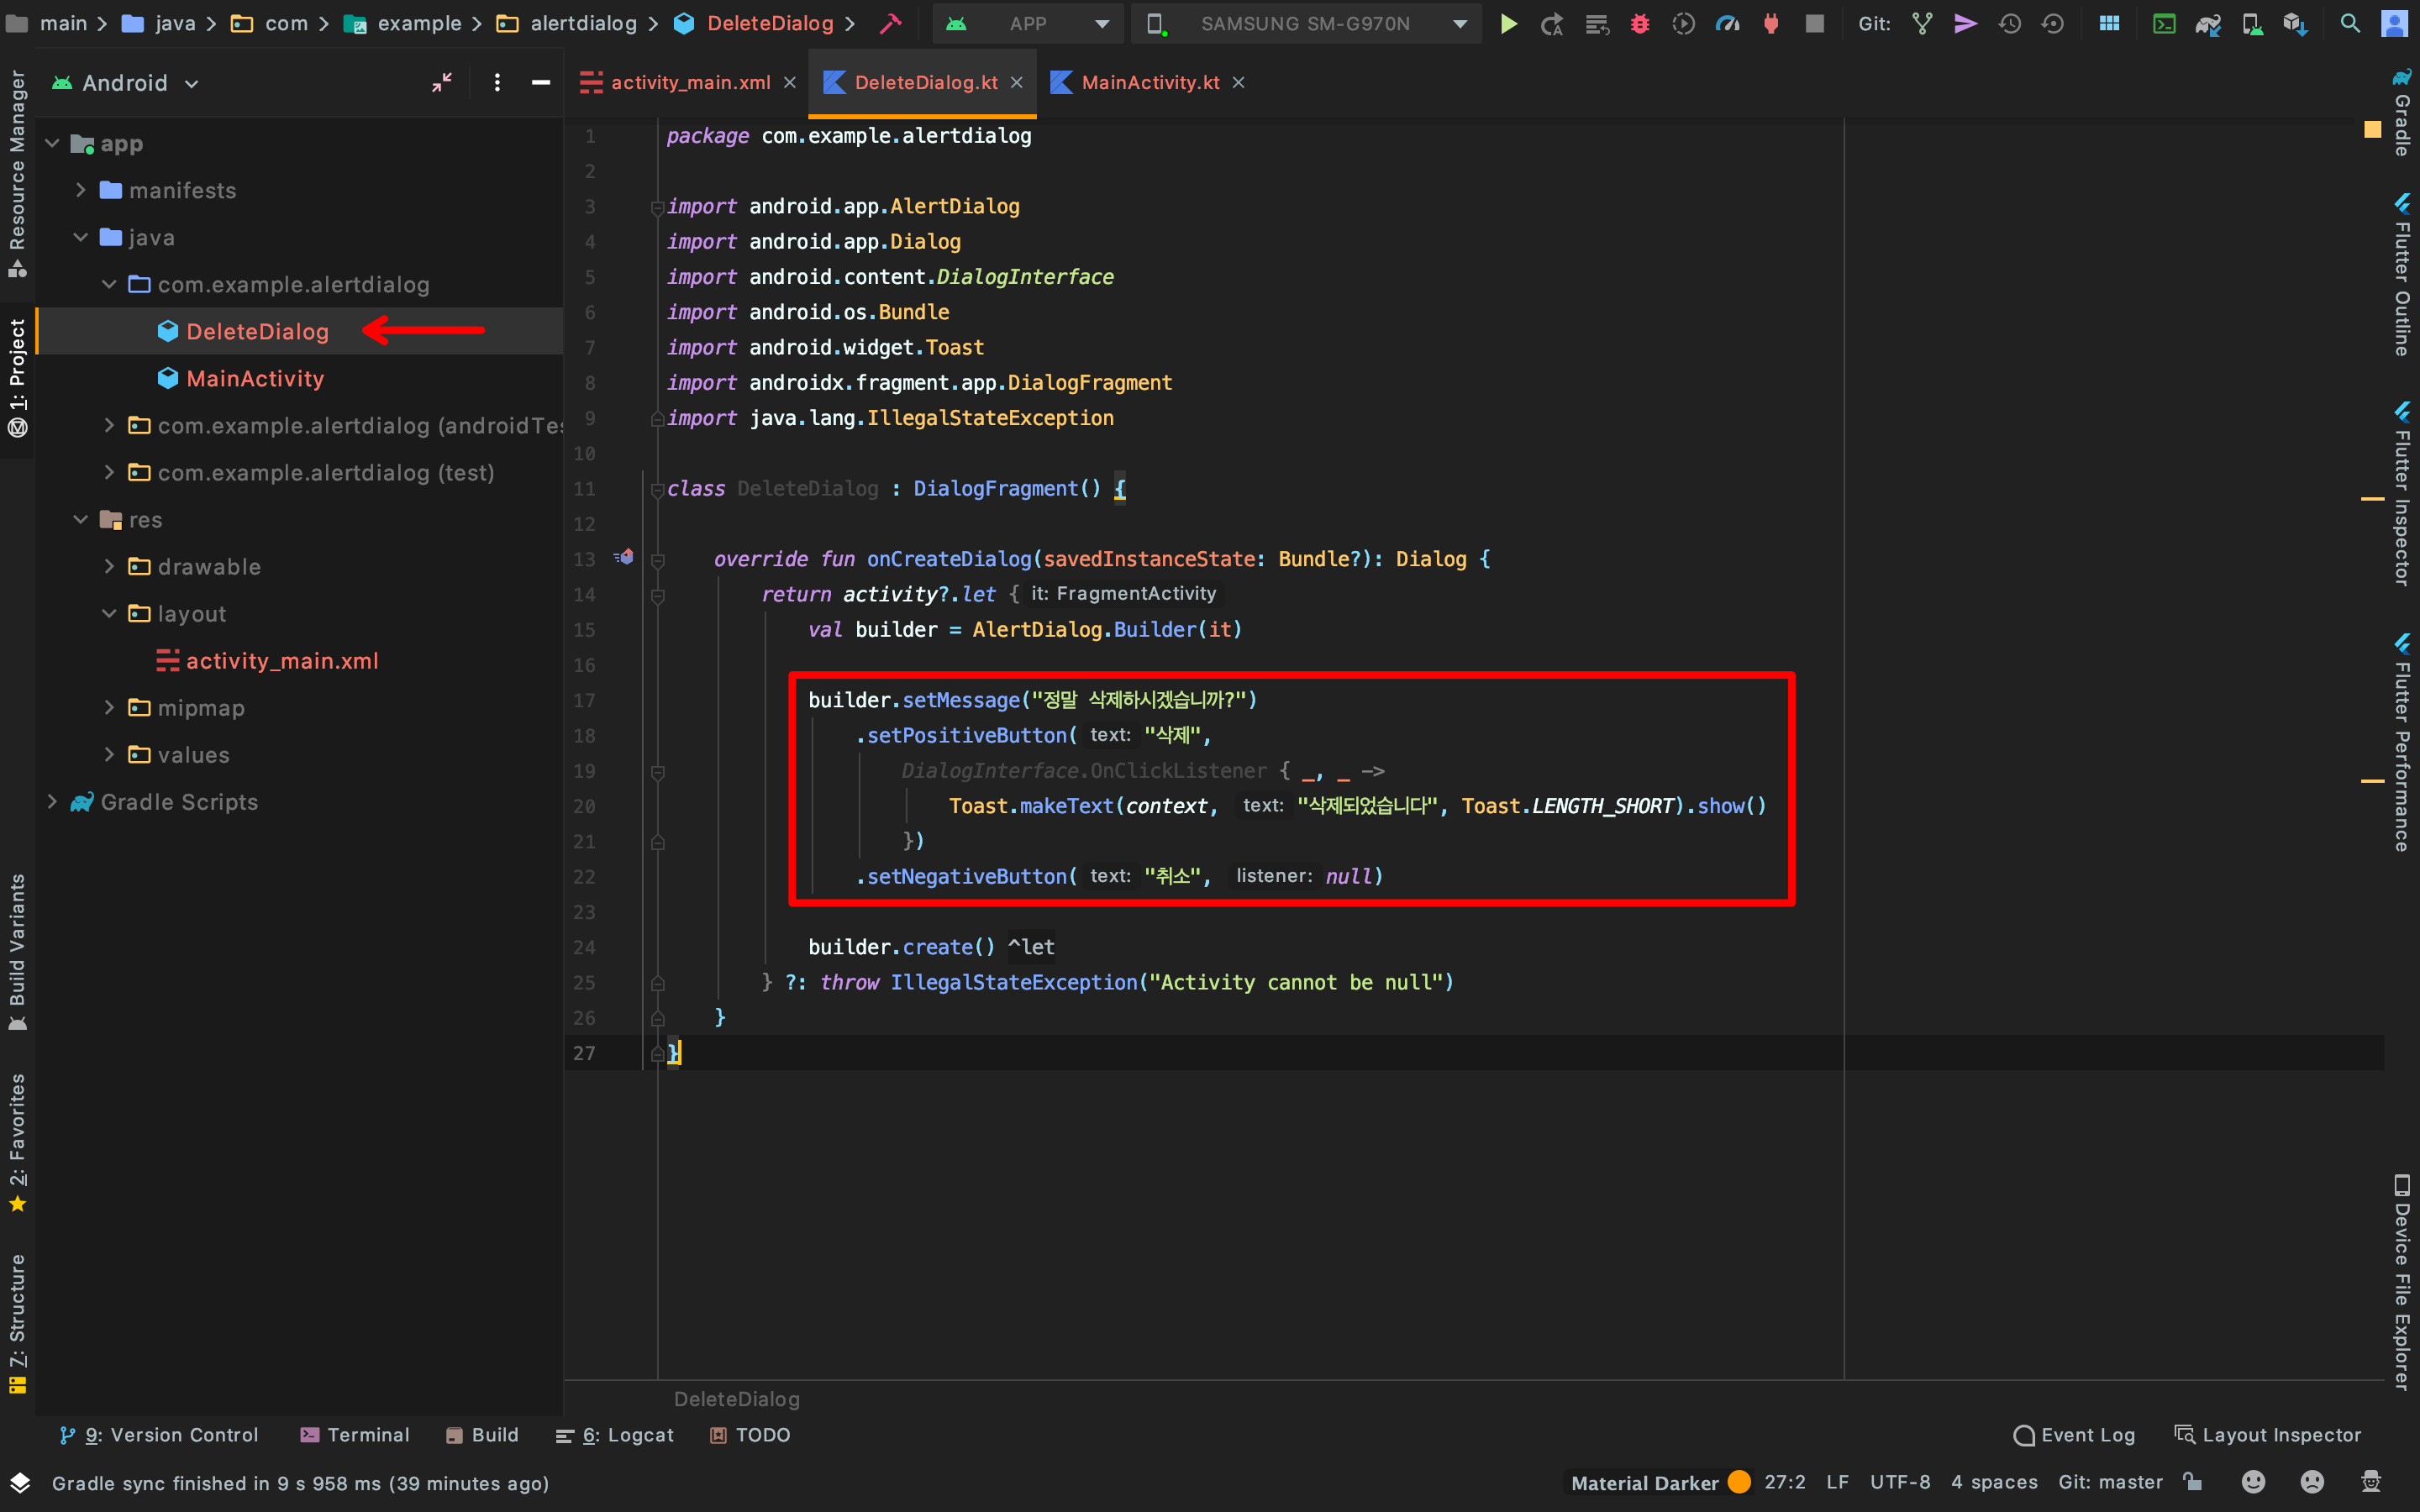 main > java > com > example > alertdialog > DeleteDialog >
APP
SAMSUNG SM-G970N
Git:
Android
activity_main.xml
DeleteDialog.kt
MainActivity.kt
Resource Manager
1: Project
Build Variants
2: Favorites
7: Structure
app
manifests
java
com.example.alertdialog
DeleteDialog
MainActivity
com.example.alertdialog (androidTes
com.example.alertdialog (test)
res
drawable
layout
activity_main.xml
mipmap
values
Gradle Scripts
1 package com.example.alertdialog
2
3 import android.app.AlertDialog
4 import android.app.Dialog
5 import android.content.DialogInterface
6 import android.os.Bundle
7 import android.widget.Toast
8 import androidx.fragment.app.DialogFragment
9 import java.lang.IllegalStateException
10
11 class DeleteDialog : DialogFragment() {
12
13 override fun onCreateDialog(savedInstanceState: Bundle?): Dialog {
14 return activity?.let { it: FragmentActivity
15 val builder = AlertDialog.Builder(it)
16
17 builder.setMessage("정말 삭제하시겠습니까?")
18 .setPositiveButton( text: "삭제",
19 DialogInterface.OnClickListener { _, _ ->
20 Toast.makeText(context, text: "삭제되었습니다", Toast.LENGTH_SHORT).show()
21 })
22 .setNegativeButton( text: "취소", listener: null)
23
24 builder.create() ^let
25 } ?: throw IllegalStateException("Activity cannot be null")
26 }
27 }
DeleteDialog
Gradle
Flutter Outline
Flutter Inspector
Flutter Performance
Device File Explorer
9: Version Control
Terminal
Build
6: Logcat
TODO
Event Log
Layout Inspector
Gradle sync finished in 9 s 958 ms (39 minutes ago)
Material Darker
27:2
LF
UTF-8
4 spaces
Git: master